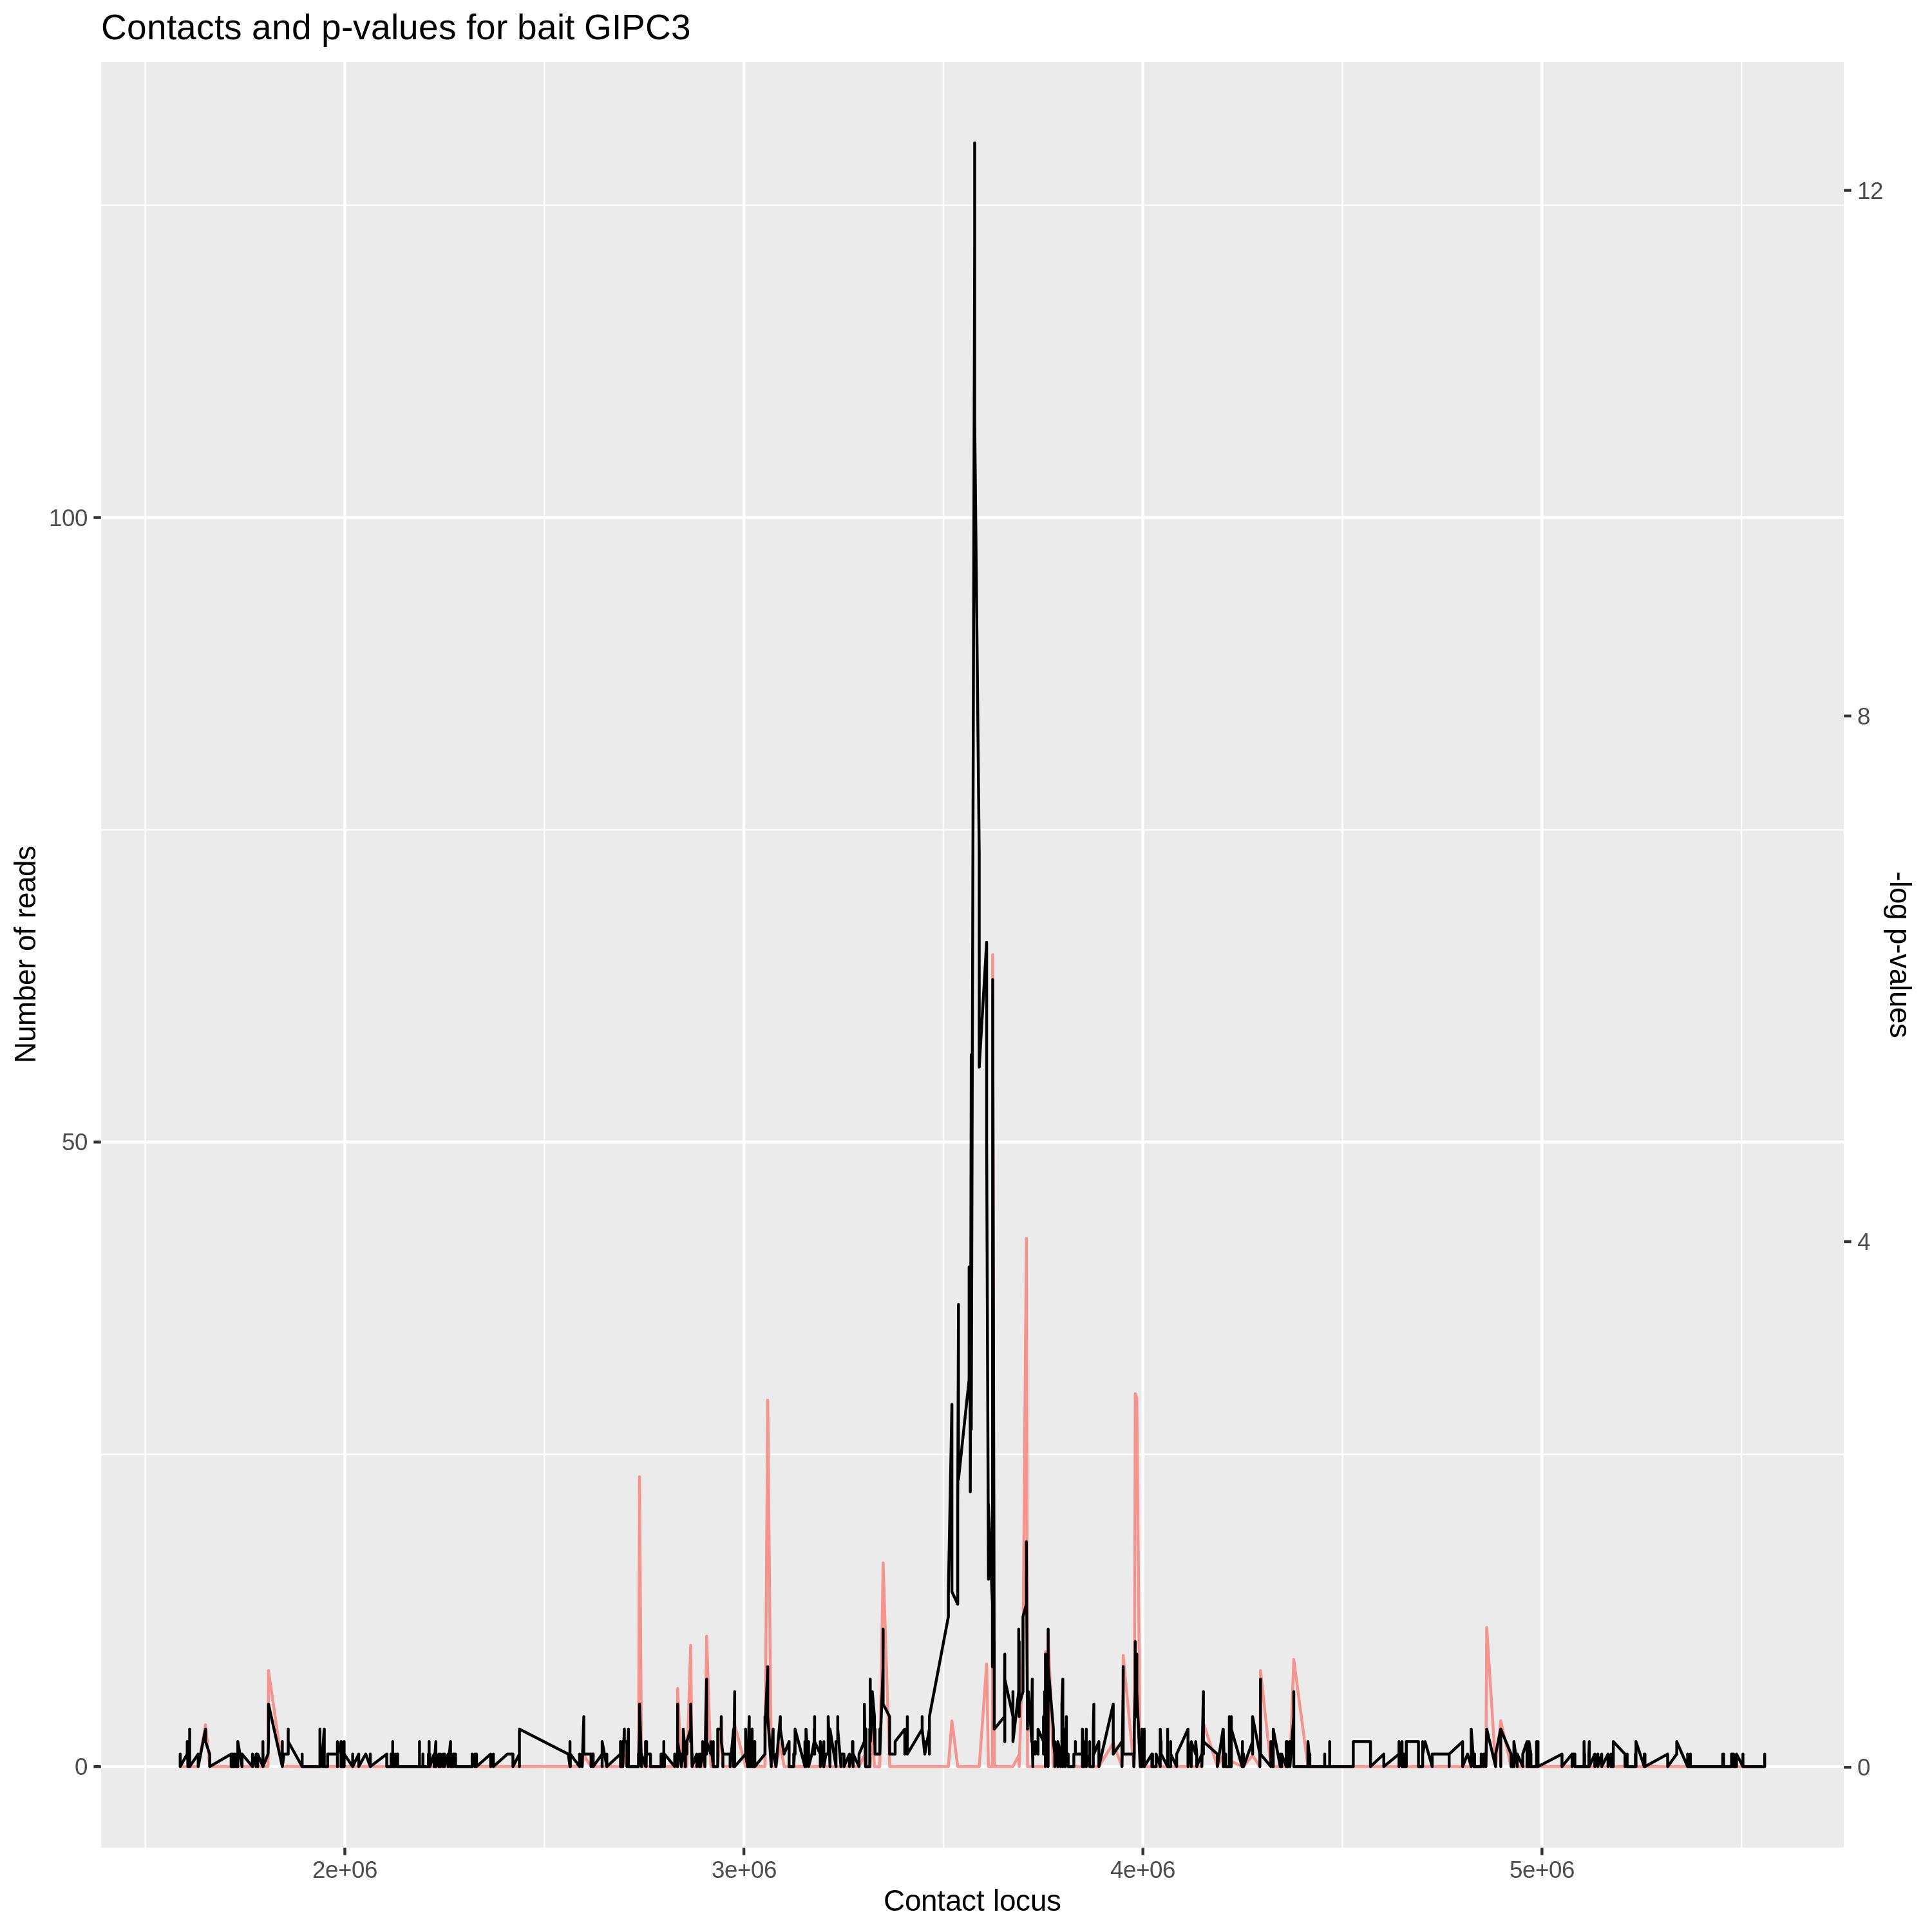 Contacts and p-values for bait GIPC3
Number of reads
100
50
0
12
8
4
0
-log p-values
2e+06
3e+06
4e+06
5e+06
Contact locus